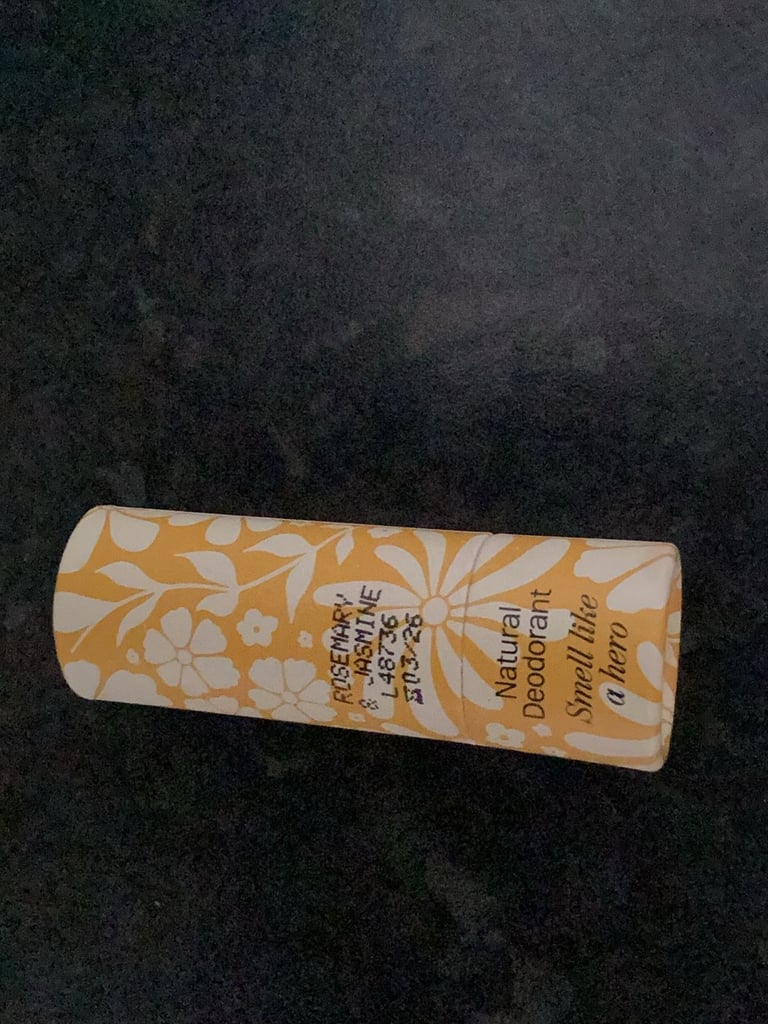 Smell like
a hero
Natural
Deodorant
ROSEMARY
& JASMINE
L48736
03/26